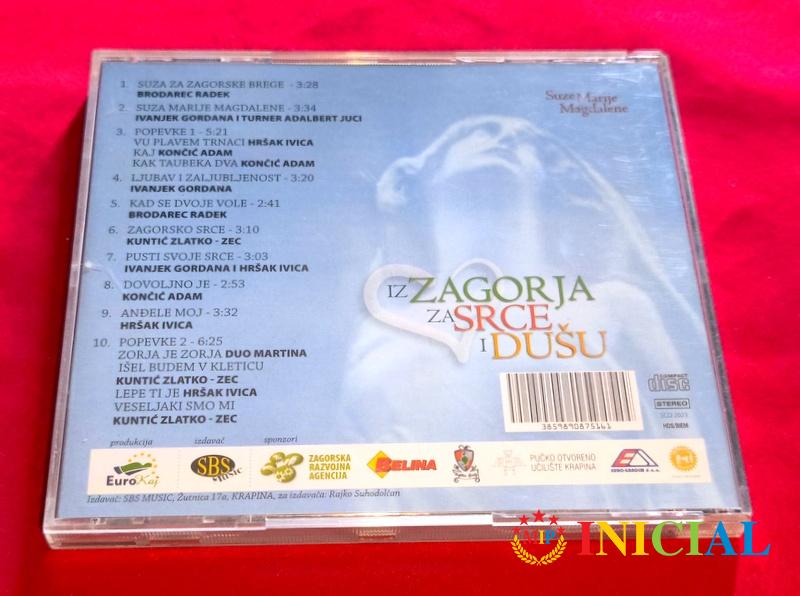 1. SUZA ZA ZAGORSKE BREGE - 3:28
BRODAREC RADEK
2. SUZA MARIJE MAGDALENE - 3:34
IVANJEK GORDANA I TURNER ADALBERT JUCI
3. POPEVKE 1 - 5:21
VU PLAVEM TRNACI HRŠAK IVICA
KAJ KONČIĆ ADAM
KAK TAUBEKA DVA KONČIĆ ADAM
4. LJUBAV I ZALJUBLJENOST - 3:20
IVANJEK GORDANA
5. KAD SE DVOJE VOLE - 2:41
BRODAREC RADEK
6. ZAGORSKO SRCE - 3:10
KUNTIĆ ZLATKO - ZEC
7. PUSTI SVOJE SRCE - 3:03
IVANJEK GORDANA I HRŠAK IVICA
8. DOVOLJNO JE - 2:53
KONČIĆ ADAM
9. ANĐELE MOJ - 3:32
HRŠAK IVICA
10. POPEVKE 2 - 6:25
ZORJA JE ZORJA DUO MARTINA
IŠEL BUDEM V KLETICU
KUNTIĆ ZLATKO - ZEC
LEPE TI JE HRŠAK IVICA
VESELJAKI SMO MI
KUNTIĆ ZLATKO - ZEC
Suze Marije
Magdalene
IZ ZAGORJA
ZA SRCE
I DUŠU
3859890875161
COMPACT
disc
STEREO
SCD 2023
HDS/BIEM
produkcija
izdavač
sponzori
EuroKaj
SBS
MUSIC
ZAGORSKA
RAZVOJNA
AGENCIJA
BELINA
PUČKO OTVORENO
UČILIŠTE KRAPINA
Izdavač: SBS MUSIC, Žutnica 17a, KRAPINA, za izdavača: Rajko Suhodolčan
MIP
INICIAL